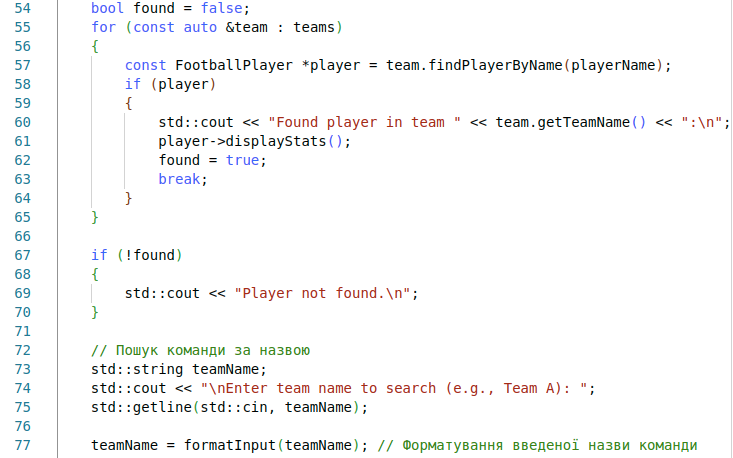 54 bool found = false;
55 for (const auto &team : teams)
56 {
57 const FootballPlayer *player = team.findPlayerByName(playerName);
58 if (player)
59 {
60 std::cout << "Found player in team " << team.getTeamName() << ":\n";
61 player->displayStats();
62 found = true;
63 break;
64 }
65 }
66
67 if (!found)
68 {
69 std::cout << "Player not found.\n";
70 }
71
72 // Пошук команди за назвою
73 std::string teamName;
74 std::cout << "\nEnter team name to search (e.g., Team A): ";
75 std::getline(std::cin, teamName);
76
77 teamName = formatInput(teamName); // Форматування введеної назви команди